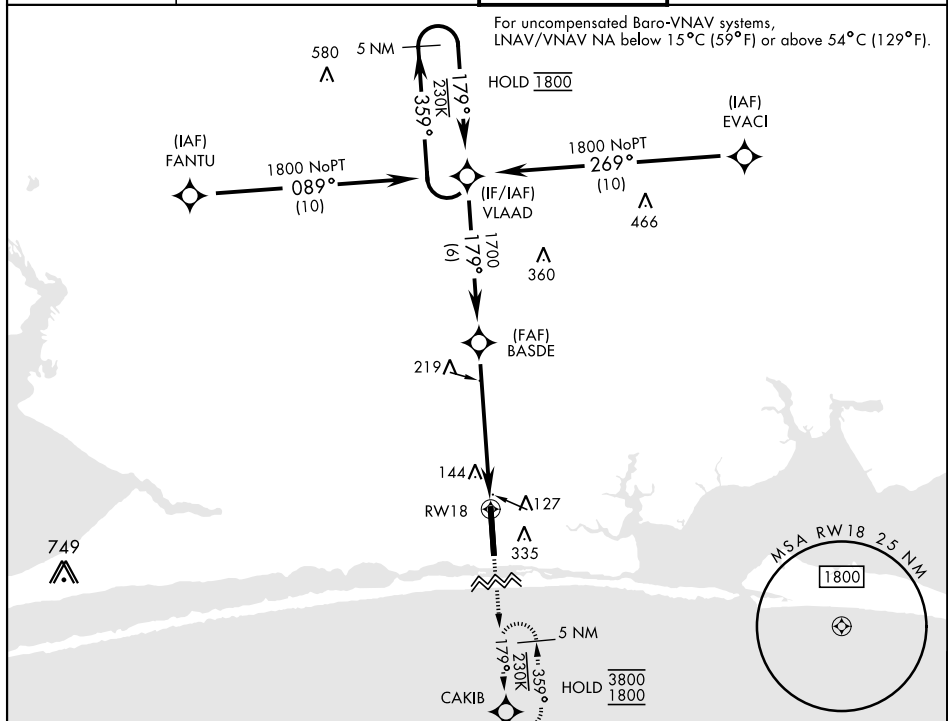 For uncompensated Baro-VNAV systems,
LNAV/VNAV NA below 15°C (59°F) or above 54°C (129°F).
580
5 NM
HOLD 1800
179°
230K
359°
(IAF)
FANTU
1800 NoPT
089°
(10)
(IAF)
EVACI
1800 NoPT
269°
(10)
466
(IF/IAF)
VLAAD
1700
179°
(6)
360
(FAF)
BASDE
219
144
127
RW18
335
749
MSA RW18 25 NM
1800
5 NM
179°
230K
359°
HOLD 3800
1800
CAKIB